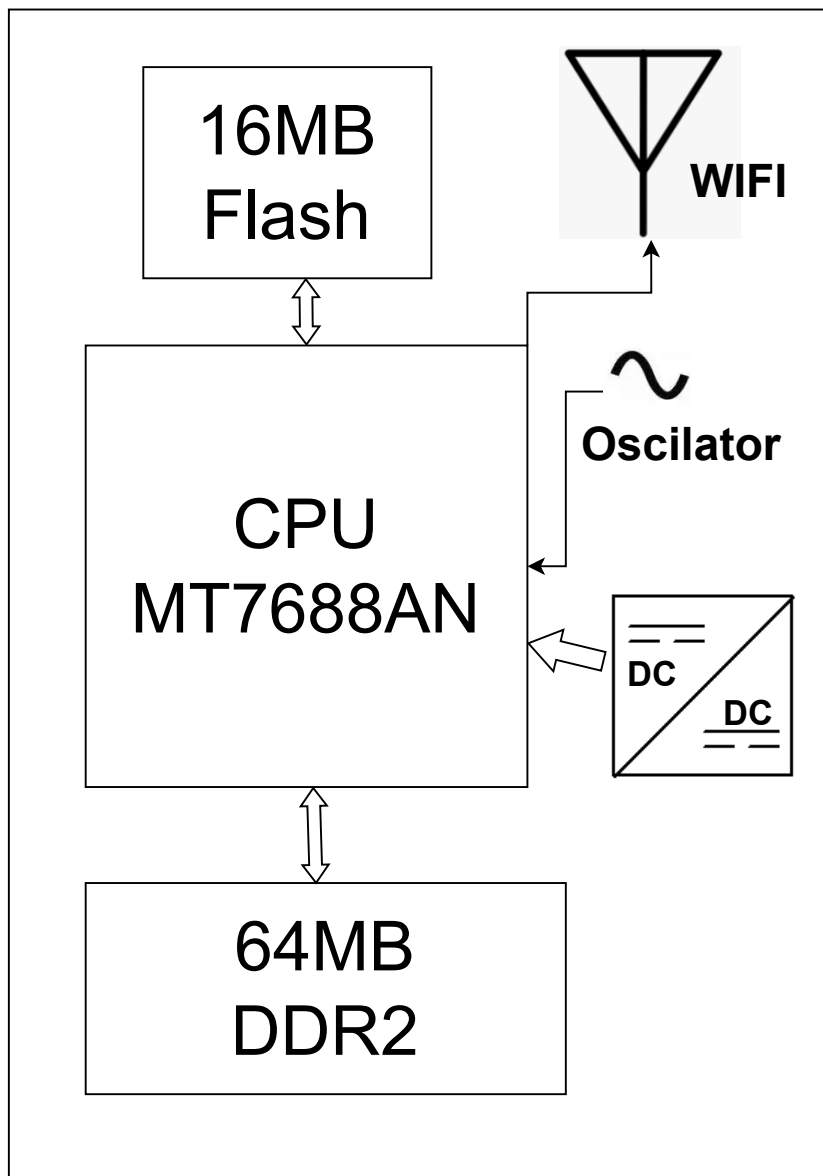 16MB
Flash
WIFI
Oscilator
CPU
MT7688AN
DC
DC
64MB
DDR2